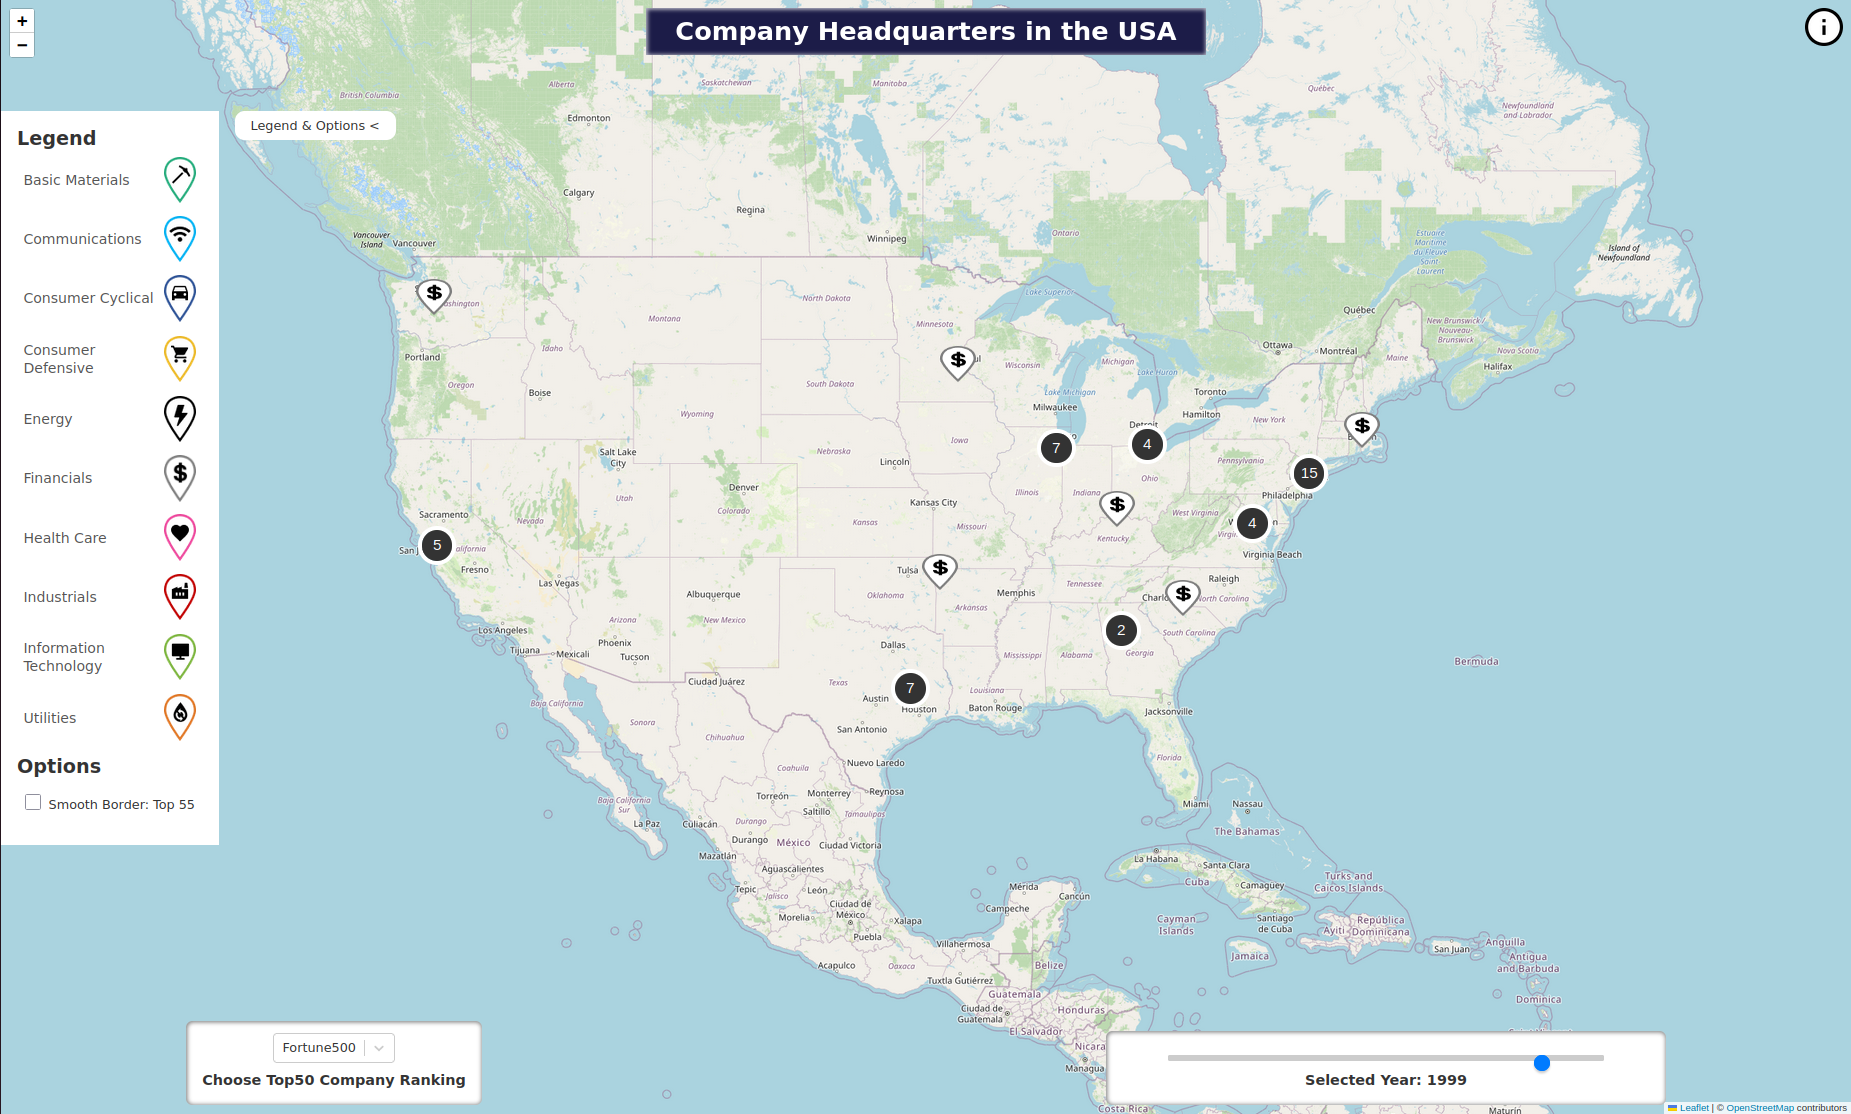 Company Headquarters in the USA
+
−
i
Legend & Options <
Legend
Basic Materials
Communications
Consumer Cyclical
Consumer
Defensive
Energy
Financials
Health Care
Industrials
Information
Technology
Utilities
Options
Smooth Border: Top 55
British Columbia
Alberta
Saskatchewan
Manitoba
Québec
Newfoundland
and Labrador
Edmonton
Calgary
Regina
Winnipeg
Ontario
Vancouver
Island
Vancouver
Estuaire
Maritime
du Fleuve
Saint-
Laurent
Island of
Newfoundland
Lake Superior
North Dakota
Minnesota
Montana
Québec
New Brunswick /
Nouveau-
Brunswick
Nova Scotia
Halifax
Portland
Oregon
Idaho
Boise
South Dakota
Wisconsin
Michigan
Lake Huron
Ottawa
Montréal
Maine
Toronto
Hamilton
Lake Michigan
Milwaukee
Wyoming
New York
Iowa
Nebraska
Lincoln
Salt Lake
City
Utah
Denver
Colorado
Nevada
Sacramento
Fresno
Kansas City
Kansas
Missouri
Illinois
Indiana
Ohio
Pennsylvania
Philadelphia
West Virginia
Kentucky
Virginia Beach
7
4
15
4
5
2
7
Las Vegas
Tulsa
Oklahoma
Arkansas
Memphis
Tennessee
Raleigh
North Carolina
South Carolina
Albuquerque
New Mexico
Arizona
Phoenix
Tucson
Los Angeles
Tijuana
Mexicali
Dallas
Mississippi
Alabama
Georgia
Bermuda
Ciudad Juárez
Texas
Austin
Houston
Louisiana
Baton Rouge
Jacksonville
San Antonio
Baja California
Sonora
Chihuahua
Florida
Nuevo Laredo
Coahuila
Reynosa
Torreón
Monterrey
Saltillo
Tamaulipas
Miami
Nassau
The Bahamas
Baja California
Sur
La Paz
Culiacán
Durango
Durango
México
Ciudad Victoria
Mazatlán
Aguascalientes
Tepic
Jalisco
León
Ciudad de
México
Morelia
Xalapa
Puebla
Acapulco
Oaxaca
Villahermosa
Tuxtla Gutiérrez
Mérida
Cancún
Campeche
La Habana
Santa Clara
Cuba
Camagüey
Santiago
de Cuba
Turks and
Caicos Islands
Cayman
Islands
Jamaica
Ayiti
República
Dominicana
San Juan
Anguilla
Antigua
and Barbuda
Dominica
Belize
Guatemala
Ciudad de
Guatemala
Honduras
El Salvador
Managua
Costa Rica
Maturín
Fortune500
Choose Top50 Company Ranking
Selected Year: 1999
Leaflet | © OpenStreetMap contributors